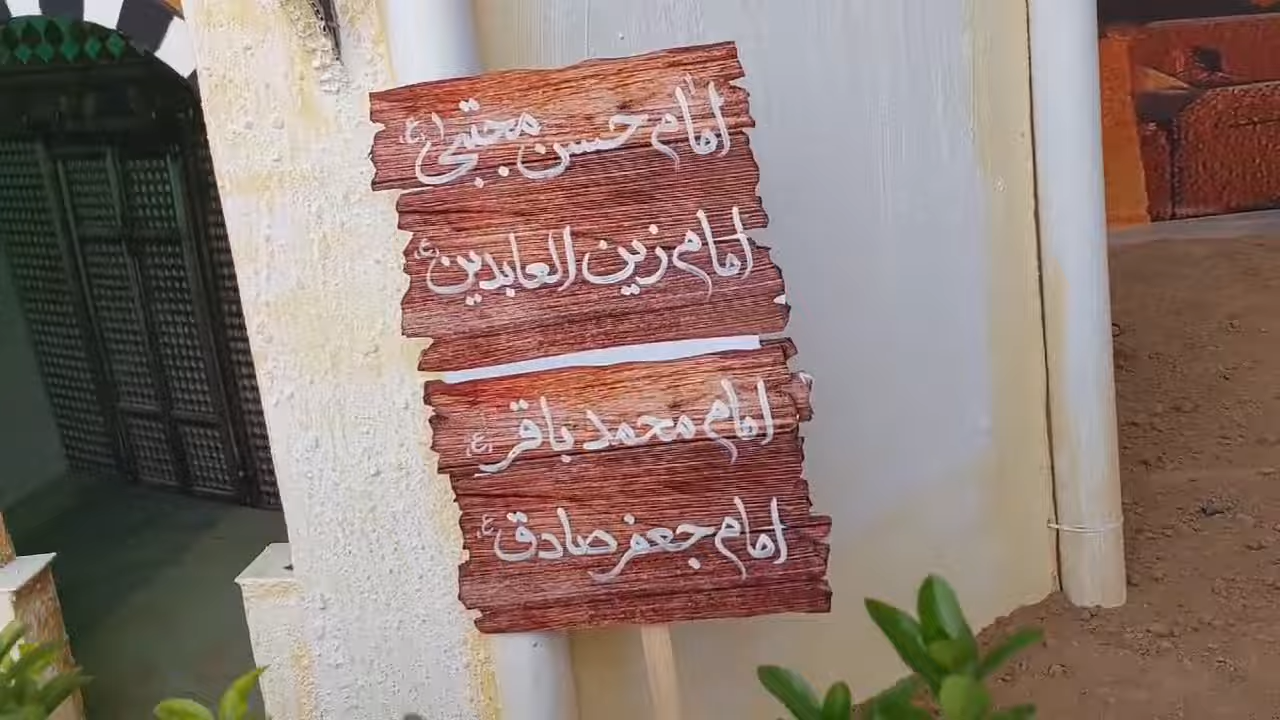 امام حسن مجتبی (ع)
امام زین العابدین (ع)
امام محمد باقر (ع)
امام جعفر صادق (ع)